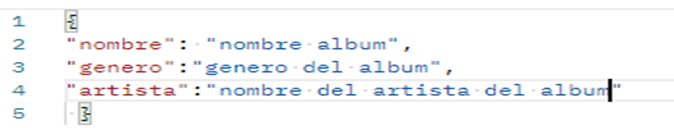 1 {
2 "nombre": "nombre album",
3 "genero":"genero del album",
4 "artista":"nombre del artista del album"
5 }